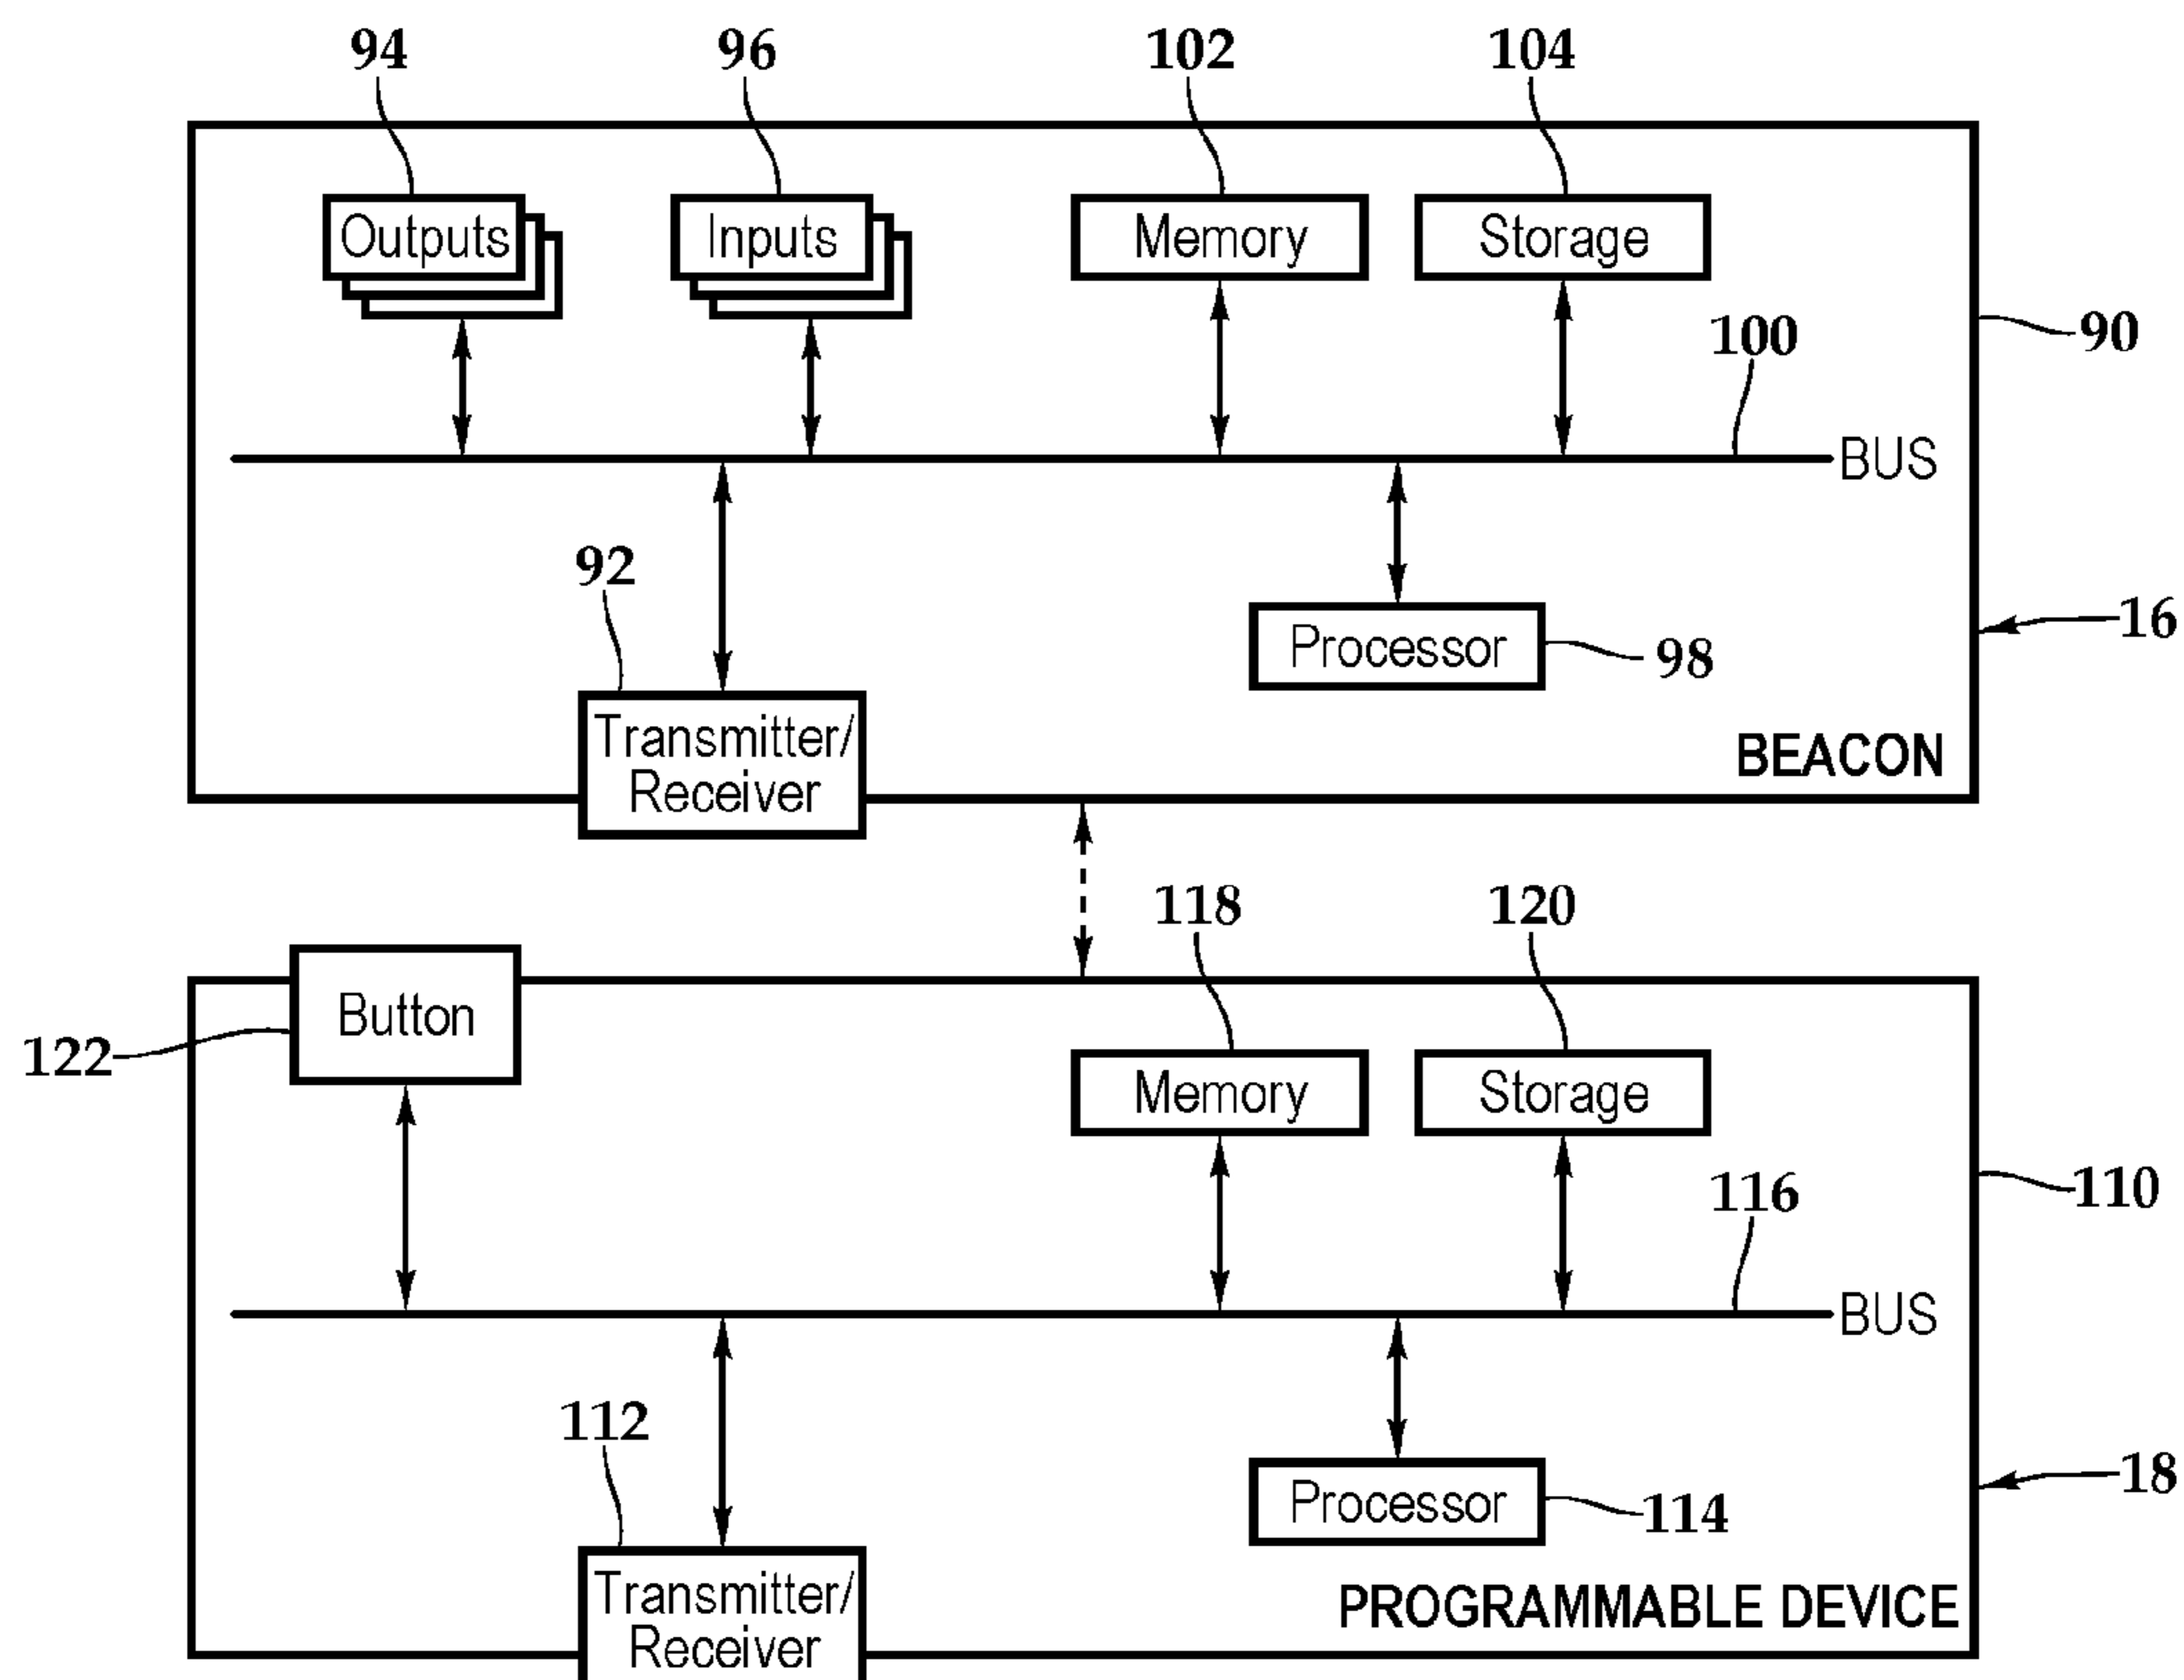 94 96 102 104
Outputs Inputs Memory Storage
100 90
BUS
92
16
Processor 98
Transmitter/
Receiver
BEACON
118 120
Button
122
Memory Storage
116 110
BUS
112
18
Processor 114
Transmitter/
Receiver
PROGRAMMABLE DEVICE